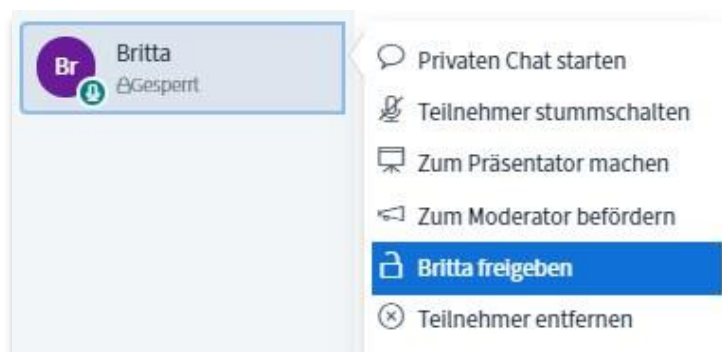 Br
Britta
Gesperrt
Privaten Chat starten
Teilnehmer stummschalten
Zum Präsentator machen
Zum Moderator befördern
Britta freigeben
Teilnehmer entfernen